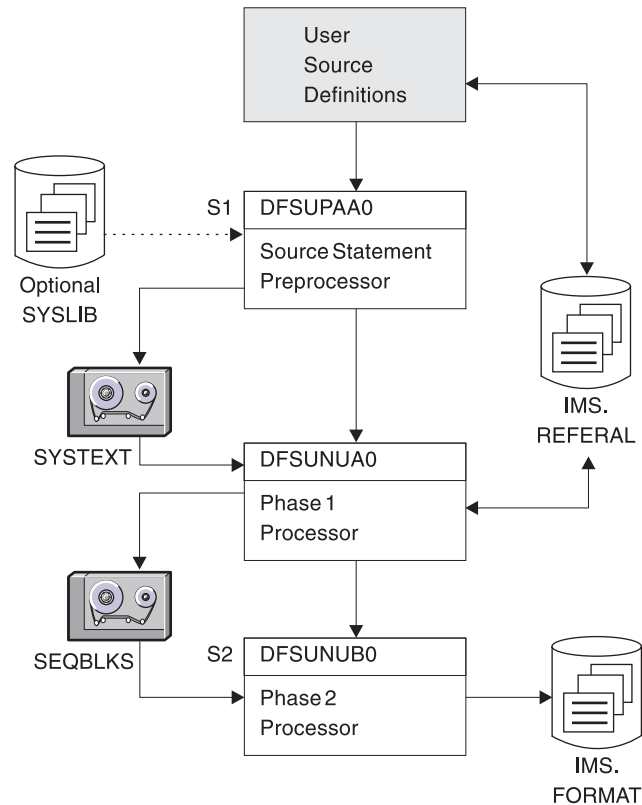 User
Source
Definitions
S1
DFSUPAA0
Source Statement
Preprocessor
Optional
SYSLIB
IMS.
REFERAL
SYSTEXT
DFSUNUA0
Phase 1
Processor
SEQBLKS
S2
DFSUNUB0
Phase 2
Processor
IMS.
FORMAT